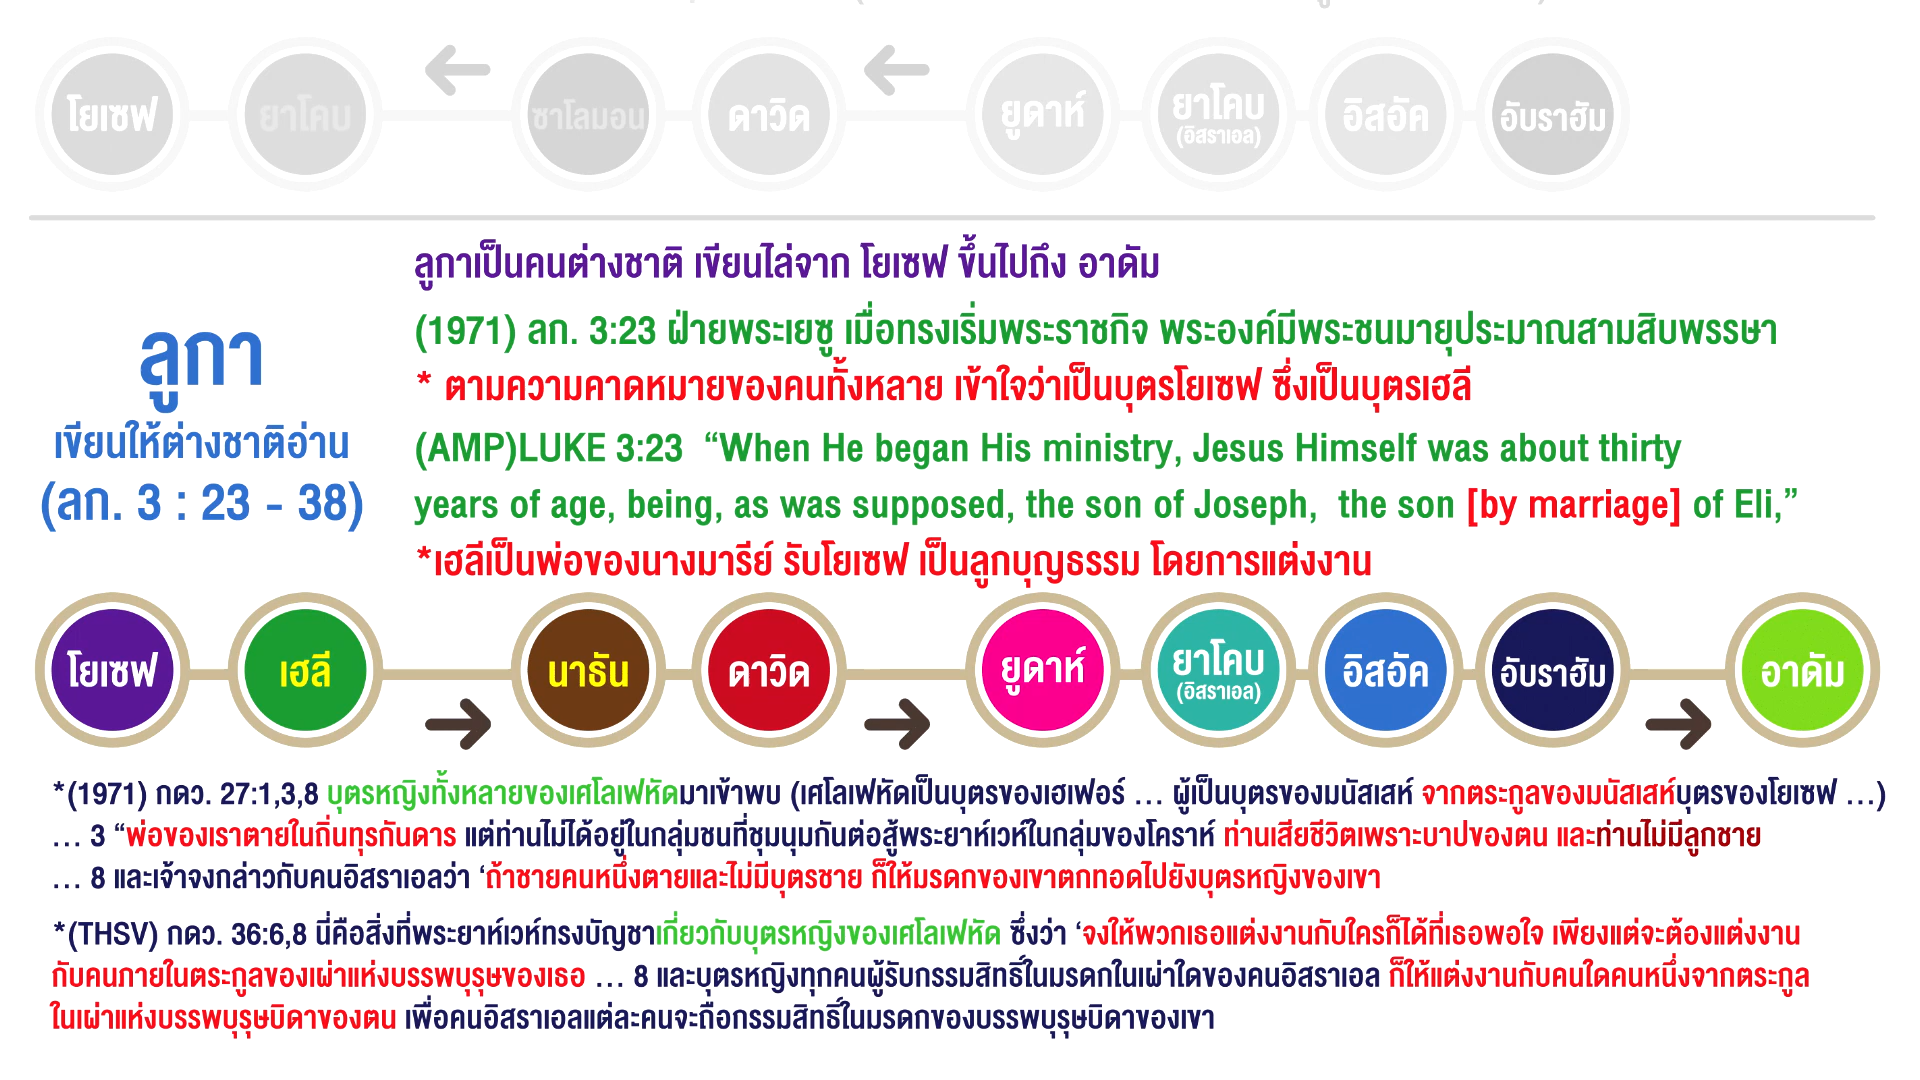 โยเซฟ ยาโคบ ซาโลมอน ดาวิด ยูดาห์ ยาโคบ (อิสราเอล) อิสอัค อับราฮัม
ลูกาเป็นคนต่างชาติ เขียนไล่จาก โยเซฟ ขึ้นไปถึง อาดัม
(1971) ลก. 3:23 ฝ่ายพระเยซู เมื่อทรงเริ่มพระราชกิจ พระองค์มีพระชนมายุประมาณสามสิบพรรษา
* ตามความคาดหมายของคนทั้งหลาย เข้าใจว่าเป็นบุตรโยเซฟ ซึ่งเป็นบุตรเฮลี
ลูกา
เขียนให้ต่างชาติอ่าน
(ลก. 3 : 23 - 38)
(AMP)LUKE 3:23 “When He began His ministry, Jesus Himself was about thirty
years of age, being, as was supposed, the son of Joseph, the son [by marriage] of Eli,”
*เฮลีเป็นพ่อของนางมารีย์ รับโยเซฟ เป็นลูกบุญธรรม โดยการแต่งงาน
โยเซฟ เฮลี นาธัน ดาวิด ยูดาห์ ยาโคบ (อิสราเอล) อิสอัค อับราฮัม อาดัม
*(1971) กดว. 27:1,3,8 บุตรหญิงทั้งหลายของเศโลเฟหัดมาเข้าพบ (เศโลเฟหัดเป็นบุตรของเฮเฟอร์ ... ผู้เป็นบุตรของมนัสเสห์ จากตระกูลของมนัสเสห์บุตรของโยเซฟ ...)
... 3 “พ่อของเราตายในถิ่นทุรกันดาร แต่ท่านไม่ได้อยู่ในกลุ่มชนที่ชุมนุมกันต่อสู้พระยาห์เวห์ในกลุ่มของโคราห์ ท่านเสียชีวิตเพราะบาปของตน และท่านไม่มีลูกชาย
... 8 และเจ้าจงกล่าวกับคนอิสราเอลว่า ‘ถ้าชายคนหนึ่งตายและไม่มีบุตรชาย ก็ให้มรดกของเขาตกทอดไปยังบุตรหญิงของเขา
*(THSV) กดว. 36:6,8 นี่คือสิ่งที่พระยาห์เวห์ทรงบัญชาเกี่ยวกับบุตรหญิงของเศโลเฟหัด ซึ่งว่า ‘จงให้พวกเธอแต่งงานกับใครก็ได้ที่เธอพอใจ เพียงแต่จะต้องแต่งงาน
กับคนภายในตระกูลของเผ่าแห่งบรรพบุรุษของเธอ ... 8 และบุตรหญิงทุกคนผู้รับกรรมสิทธิ์ในมรดกในเผ่าใดของคนอิสราเอล ก็ให้แต่งงานกับคนใดคนหนึ่งจากตระกูล
ในเผ่าแห่งบรรพบุรุษบิดาของตน เพื่อคนอิสราเอลแต่ละคนจะถือกรรมสิทธิ์ในมรดกของบรรพบุรุษบิดาของเขา